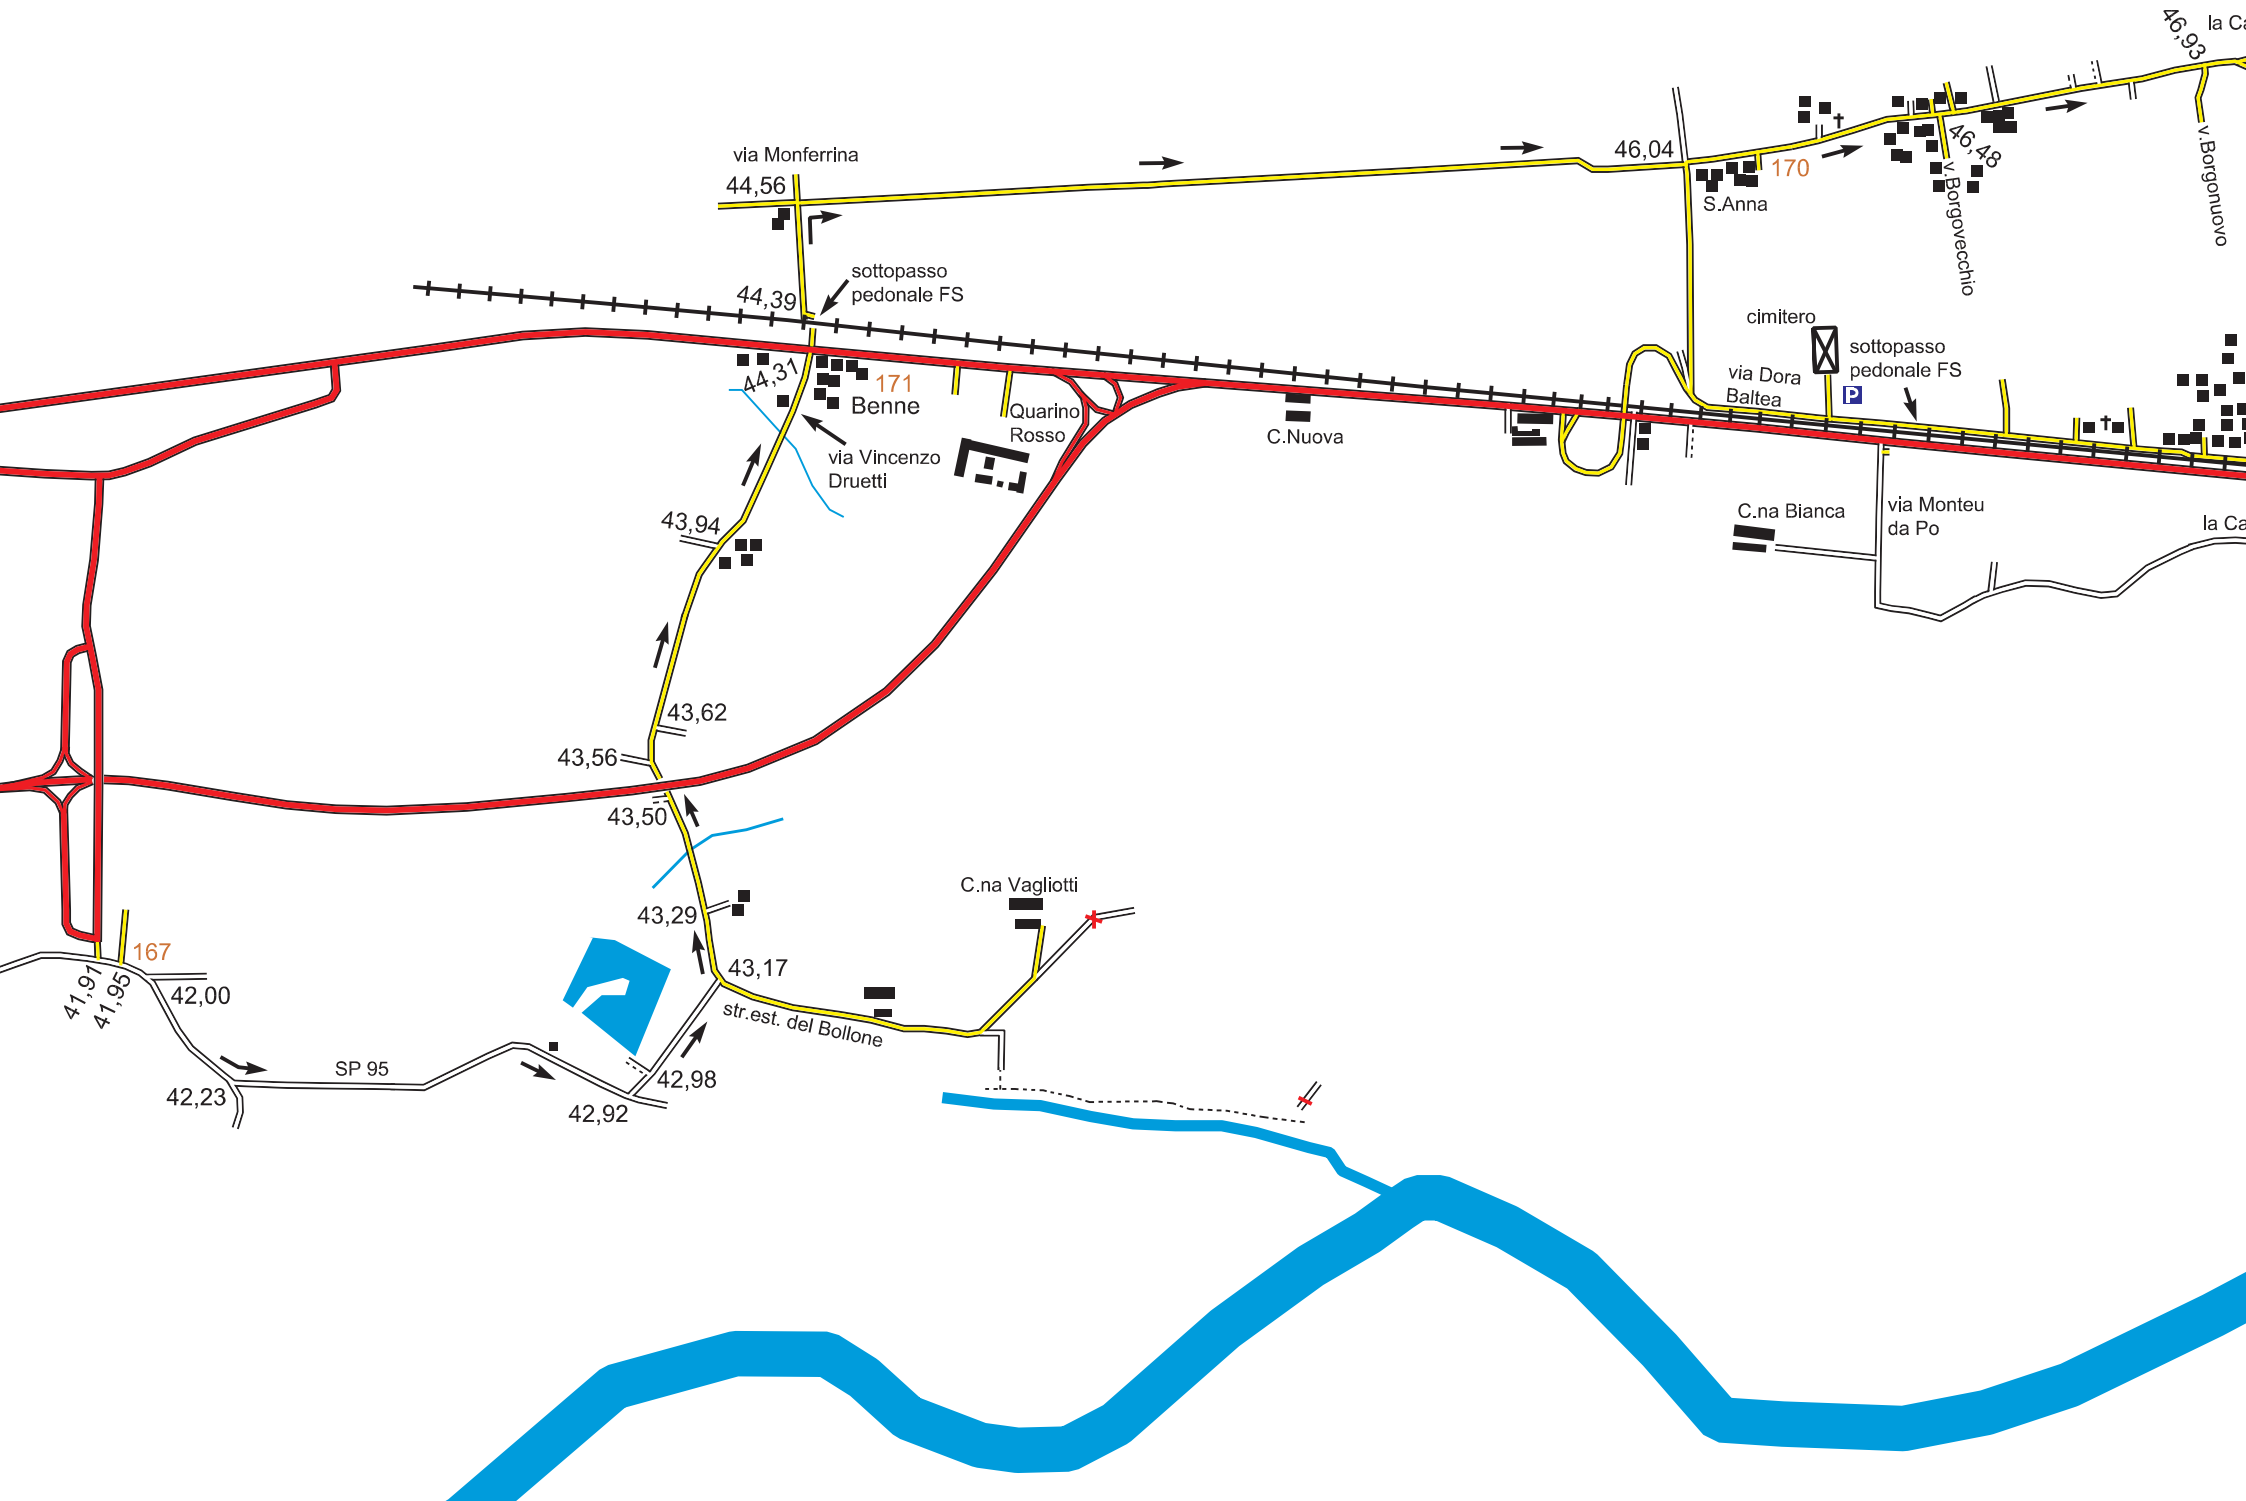 46,93
la Ca
via Monferrina
44,56
46,04
170
46,48
S.Anna
v.Borgovecchio
v.Borgonuovo
sottopasso
pedonale FS
44,39
cimitero
sottopasso
pedonale FS
via Dora
Baltea
P
44,31
171
Benne
Quarino
Rosso
C.Nuova
via Vincenzo
Druetti
43,94
C.na Bianca
via Monteu
da Po
la Ca
43,62
43,56
43,50
C.na Vagliotti
43,29
167
41,91
41,95
42,00
43,17
str.est. del Bollone
SP 95
42,23
42,98
42,92